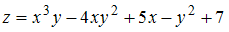 z = x³y − 4xy² + 5x − y² + 7